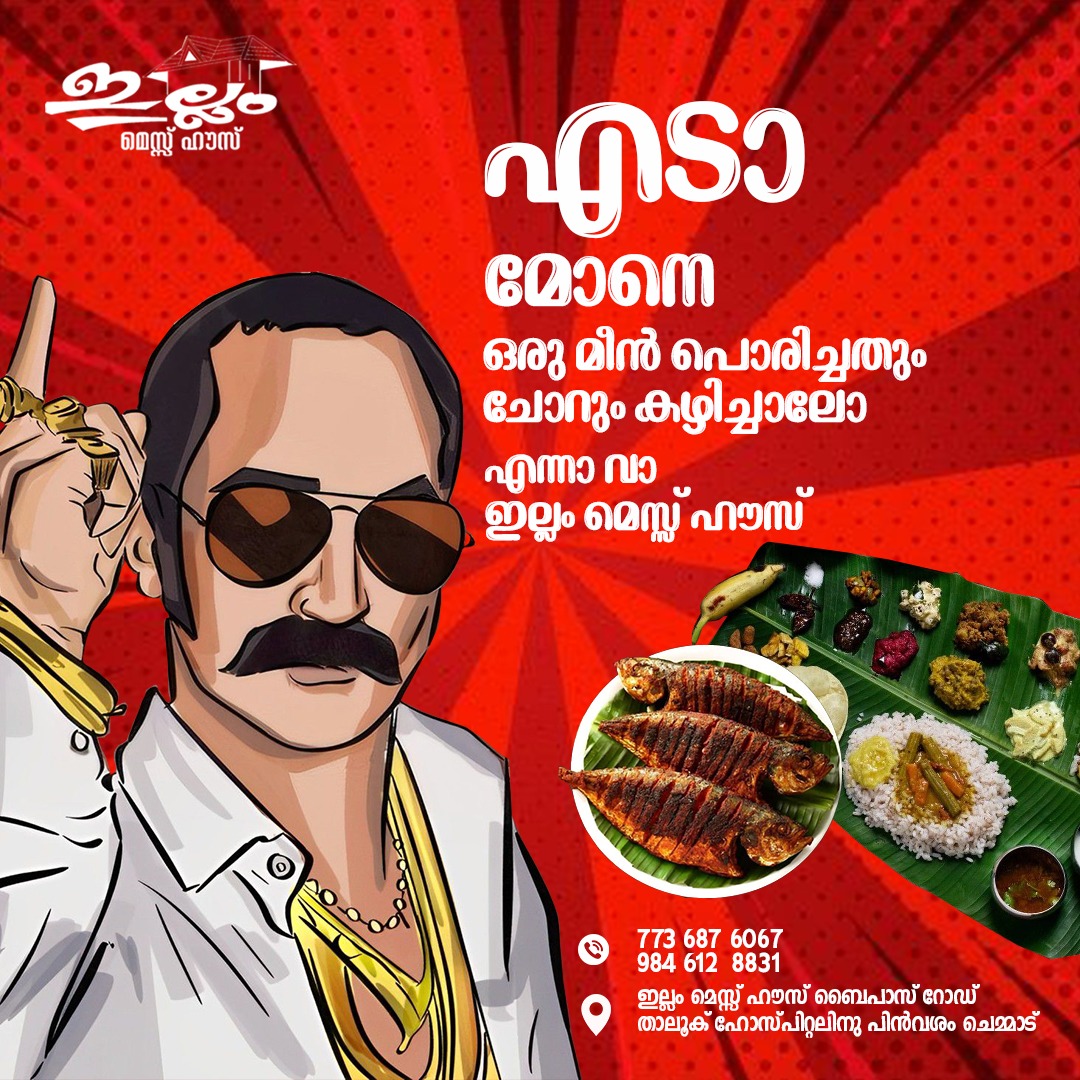 ഇല്ലം
മെസ്സ് ഹൗസ്
എടാ
മോനെ
ഒരു മീൻ പൊരിച്ചതും
ചോറും കഴിച്ചാലോ
എന്നാ വാ
ഇല്ലം മെസ്സ് ഹൗസ്
773 687 6067
984 612 8831
ഇല്ലം മെസ്സ് ഹൗസ് ബൈപാസ് റോഡ്
താലൂക് ഹോസ്പിറ്റലിനു പിൻവശം ചെമ്മാട്